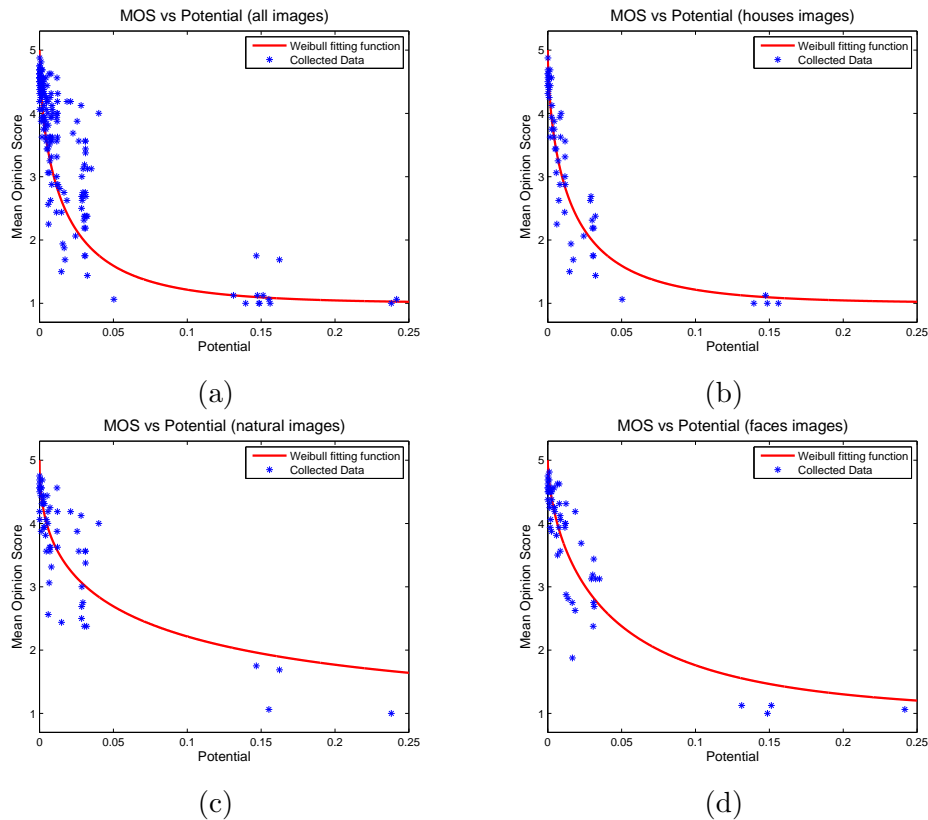 MOS vs Potential (all images)
Weibull fitting function
Collected Data
Mean Opinion Score
5
4
3
2
1
0 0.05 0.1 0.15 0.2 0.25
Potential
(a)
MOS vs Potential (houses images)
Weibull fitting function
Collected Data
Mean Opinion Score
5
4
3
2
1
0 0.05 0.1 0.15 0.2 0.25
Potential
(b)
MOS vs Potential (natural images)
Weibull fitting function
Collected Data
Mean Opinion Score
5
4
3
2
1
0 0.05 0.1 0.15 0.2 0.25
Potential
(c)
MOS vs Potential (faces images)
Weibull fitting function
Collected Data
Mean Opinion Score
5
4
3
2
1
0 0.05 0.1 0.15 0.2 0.25
Potential
(d)